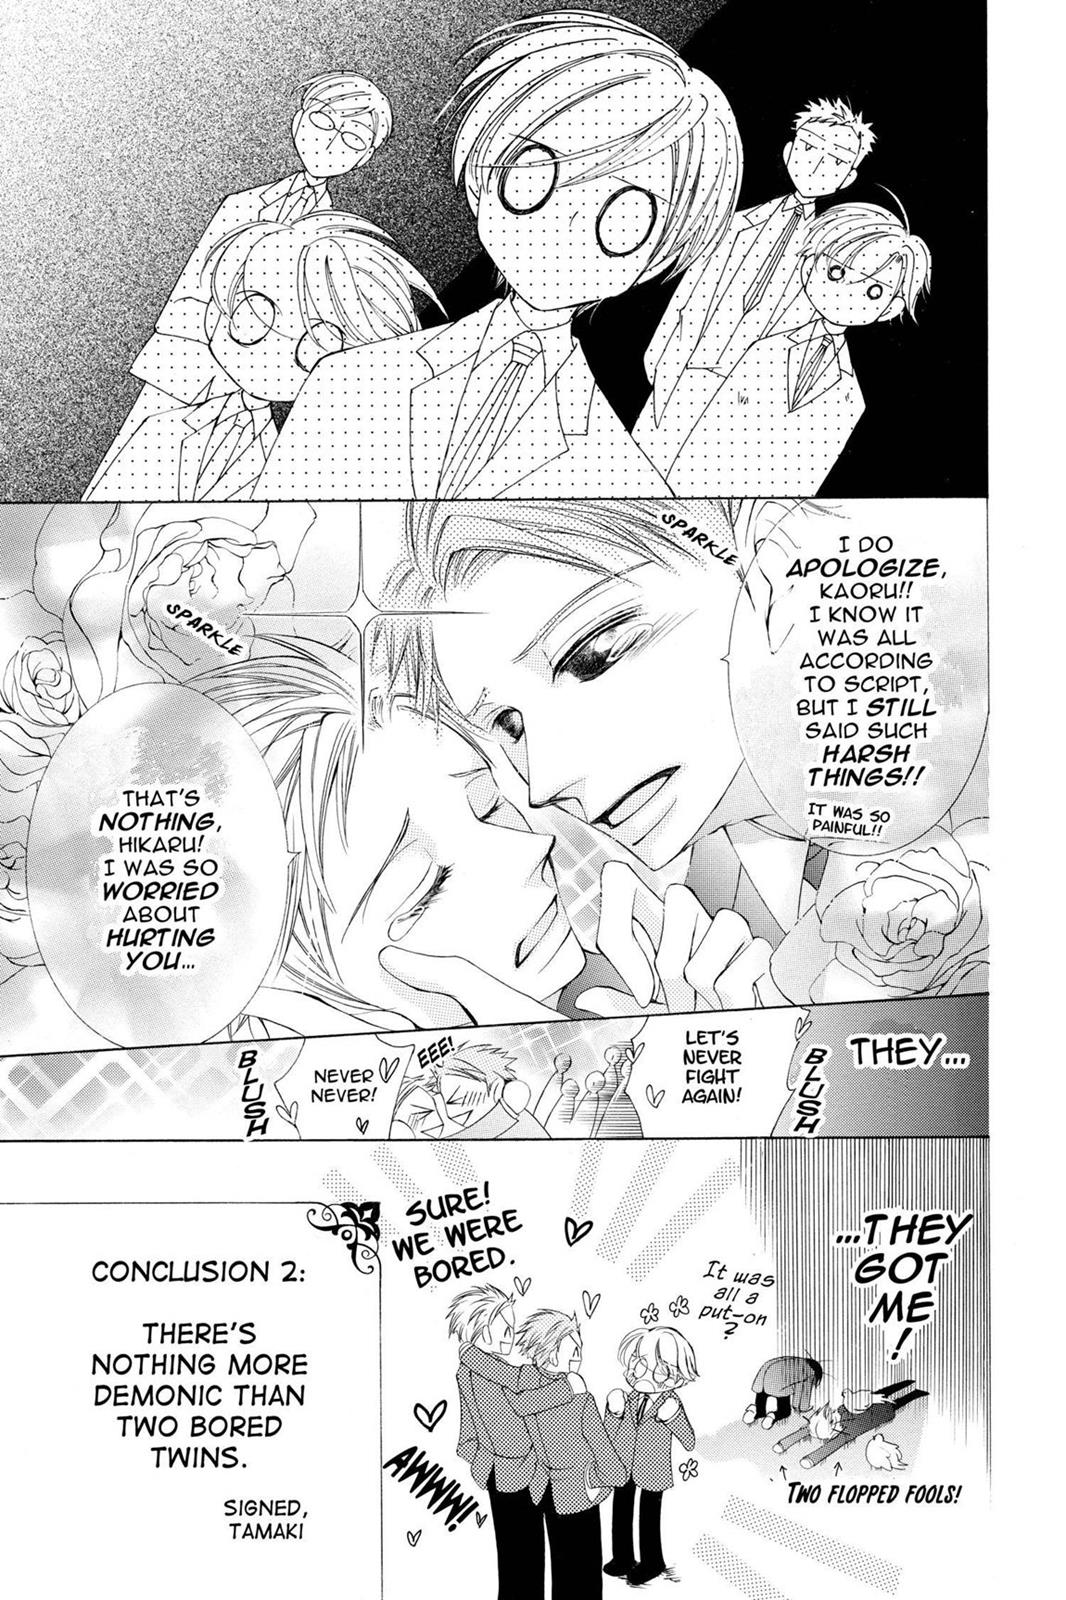 SPARKLE
I DO
APOLOGIZE,
KAORU!!
I KNOW IT
WAS ALL
ACCORDING
TO SCRIPT,
BUT I STILL
SAID SUCH
HARSH
THINGS!!
IT WAS SO
PAINFUL!!
SPARKLE
THAT'S
NOTHING,
HIKARU!
I WAS SO
WORRIED
ABOUT
HURTING
YOU...
THEY...
BLUSH
LET'S
NEVER
FIGHT
AGAIN!
EEE!
NEVER
NEVER!
BLUSH
...THEY
GOT
ME
!
TWO FLOPPED FOOLS!
It was
all a
put-on
?
SURE!
WE WERE
BORED.
AWWW!
CONCLUSION 2:
THERE'S
NOTHING MORE
DEMONIC THAN
TWO BORED
TWINS.
SIGNED,
TAMAKI